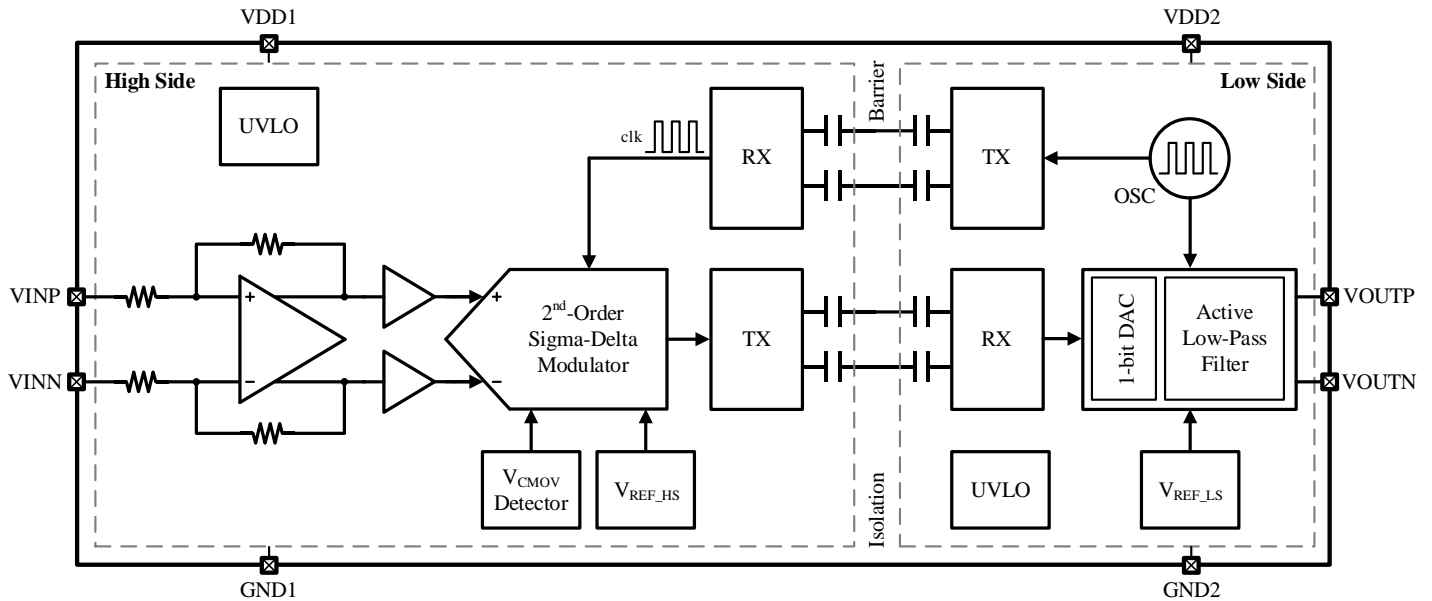 VDD1
VDD2
High Side
Barrier
Low Side
UVLO
clk
RX
TX
OSC
VINP
+
+
2nd-Order
Sigma-Delta
Modulator
TX
RX
1-bit DAC
Active
Low-Pass
Filter
VOUTP
VINN
−
−
VOUTN
VCMOV
Detector
VREF_HS
Isolation
UVLO
VREF_LS
GND1
GND2